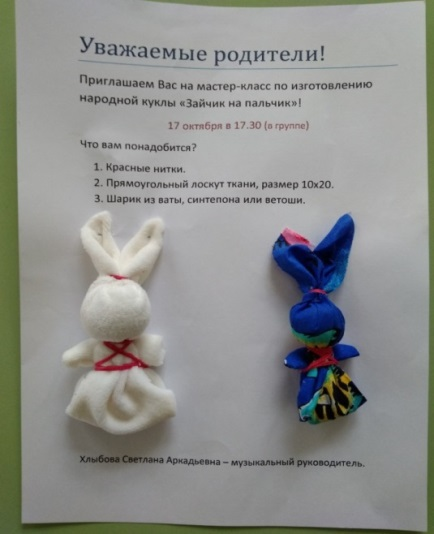 Уважаемые родители!
Приглашаем Вас на мастер-класс по изготовлению
народной куклы «Зайчик на пальчик»!
17 октября в 17.30 (в группе)
Что вам понадобится?
1. Красные нитки.
2. Прямоугольный лоскут ткани, размер 10х20.
3. Шарик из ваты, синтепона или ветоши.
Хлыбова Светлана Аркадьевна – музыкальный руководитель.